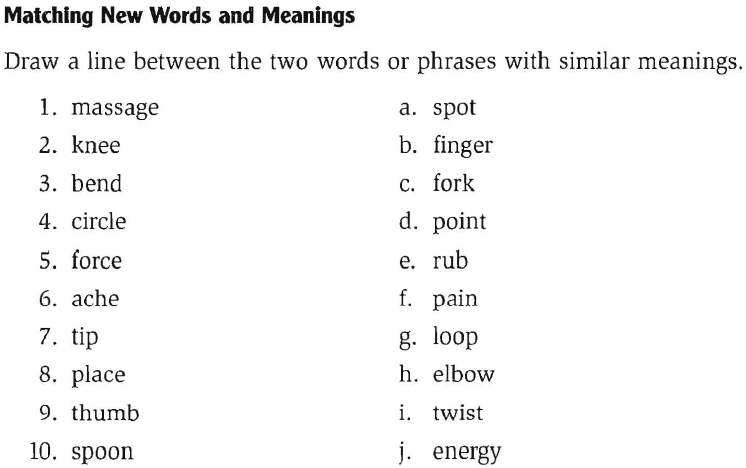 Matching New Words and Meanings
Draw a line between the two words or phrases with similar meanings.
1. massage a. spot
2. knee b. finger
3. bend c. fork
4. circle d. point
5. force e. rub
6. ache f. pain
7. tip g. loop
8. place h. elbow
9. thumb i. twist
10. spoon j. energy